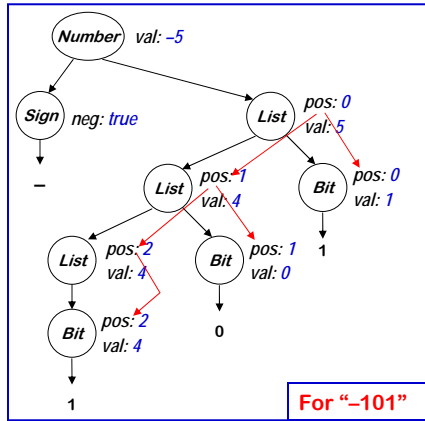 Number val: –5
Sign neg: true
List pos: 0
val: 5
–
List pos: 1
val: 4
Bit pos: 0
val: 1
1
List pos: 2
val: 4
Bit pos: 1
val: 0
0
Bit pos: 2
val: 4
1
For “–101”